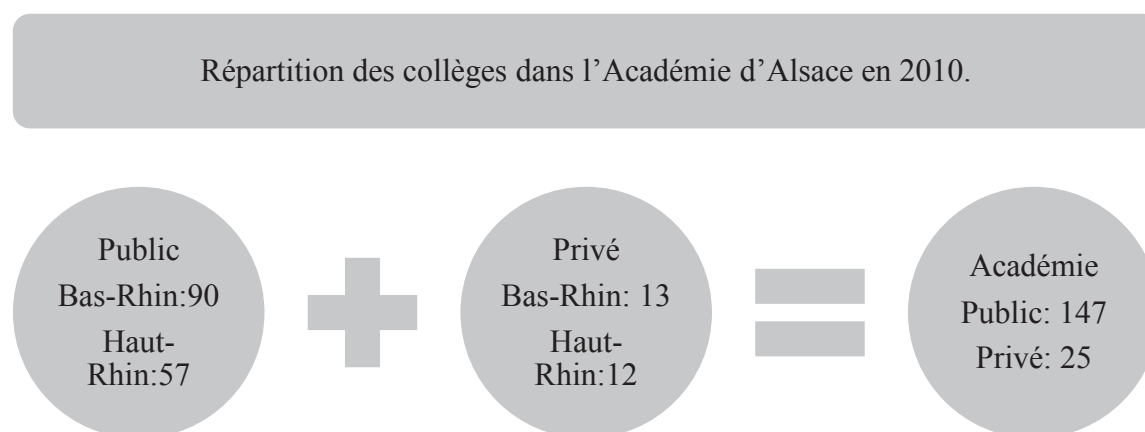 Répartition des collèges dans l’Académie d’Alsace en 2010.
Public
Bas-Rhin:90
Haut-
Rhin:57
Privé
Bas-Rhin: 13
Haut-
Rhin:12
Académie
Public: 147
Privé: 25